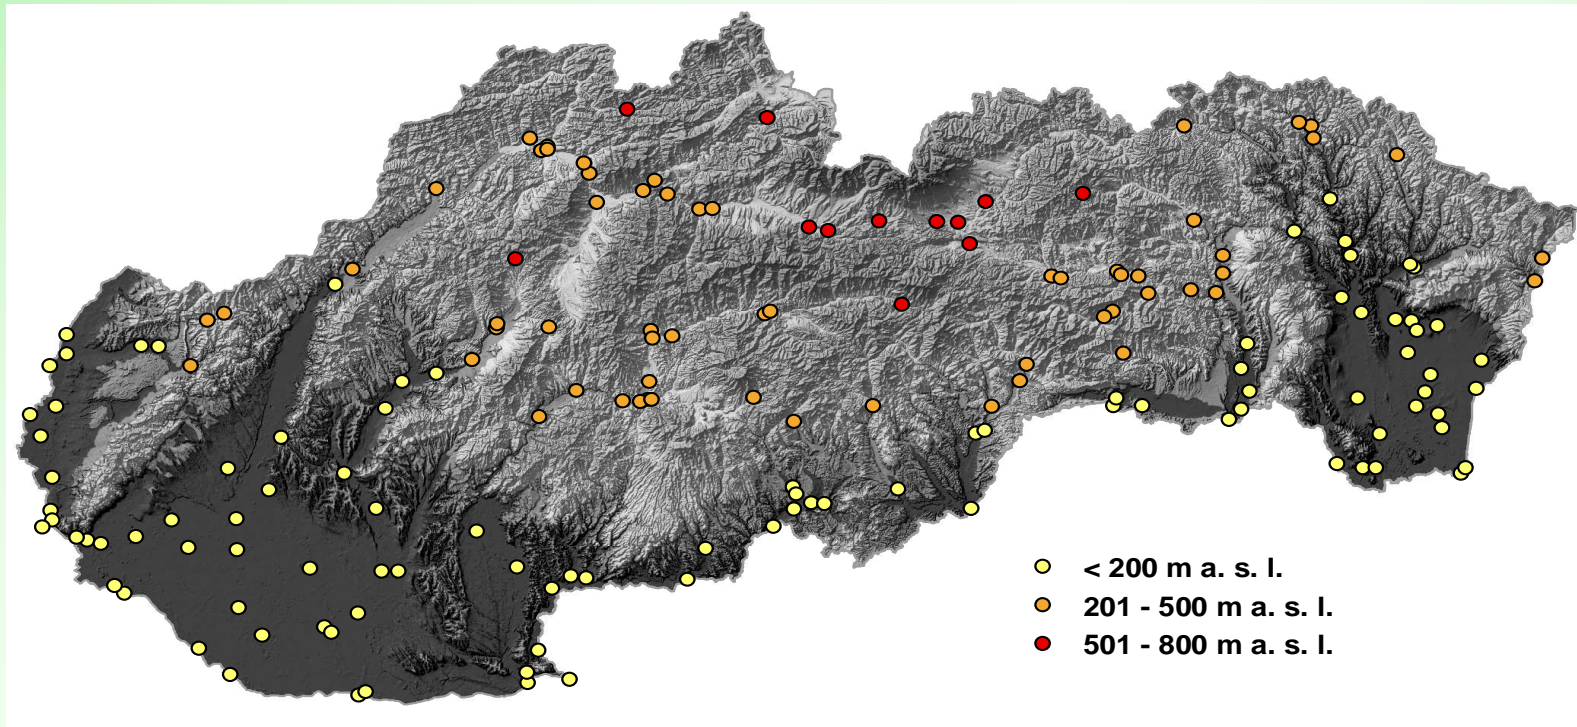 < 200 m a. s. l.
201 - 500 m a. s. l.
501 - 800 m a. s. l.